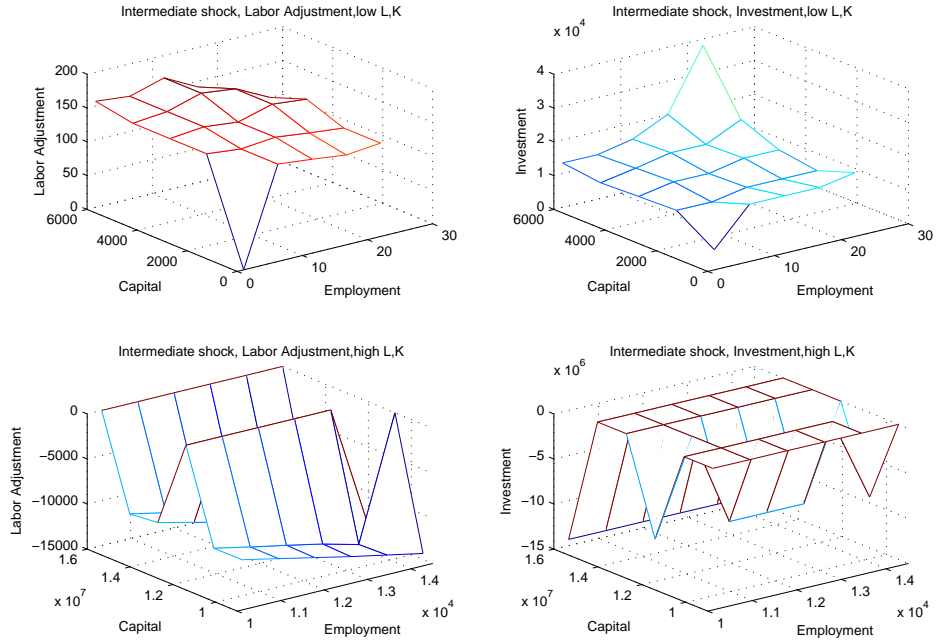 Intermediate shock, Labor Adjustment,low L,K
200
150
100
50
0
Labor Adjustment
6000
4000
2000
0
Capital
0
10
20
30
Employment
Intermediate shock, Investment,low L,K
x 10^4
4
3
2
1
0
Investment
6000
4000
2000
0
Capital
0
10
20
30
Employment
Intermediate shock, Labor Adjustment,high L,K
0
−5000
−10000
−15000
Labor Adjustment
1.6
1.4
1.2
1
x 10^7
Capital
1
1.1
1.2
1.3
1.4
x 10^4
Employment
Intermediate shock, Investment,high L,K
x 10^6
0
−5
−10
−15
Investment
1.6
1.4
1.2
1
x 10^7
Capital
1
1.1
1.2
1.3
1.4
x 10^4
Employment